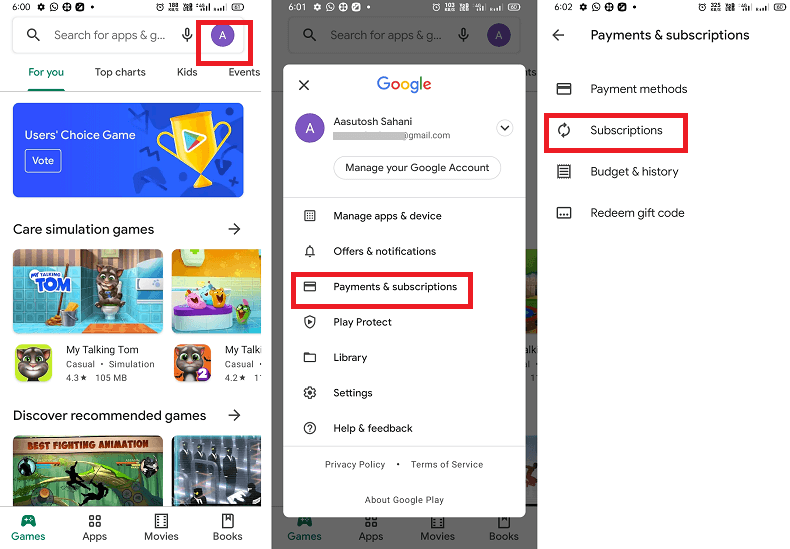 6:00
Search for apps & g...
A
For you
Top charts
Kids
Events
Users' Choice Game
Vote
Care simulation games
MY TALKING
TOM
My Talking Tom
Casual • Simulation
4.3★ 105 MB
My Talki
Casual •
4.2★ 11
2
Discover recommended games
BEST FIGHTING ANIMATION
Games
Apps
Movies
Books
6:01
Search for apps & g...
A
Google
A
Aasutosh Sahani
@gmail.com
Manage your Google Account
Manage apps & device
Offers & notifications
Payments & subscriptions
Play Protect
Library
Settings
Help & feedback
Privacy Policy • Terms of Service
About Google Play
Games
Apps
Movies
Books
6:02
Payments & subscriptions
Payment methods
Subscriptions
Budget & history
Redeem gift code